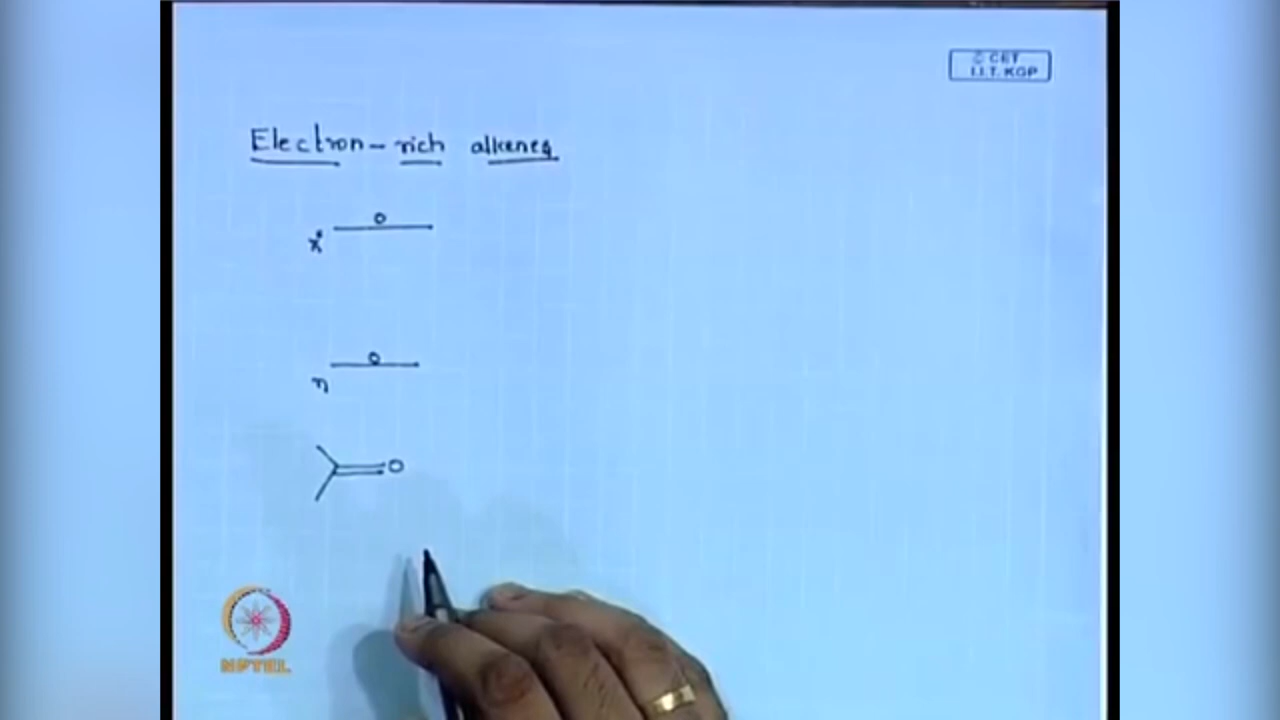 © CET
I.I.T. KGP
Electron-rich alkenes
π*
n
O
NPTEL